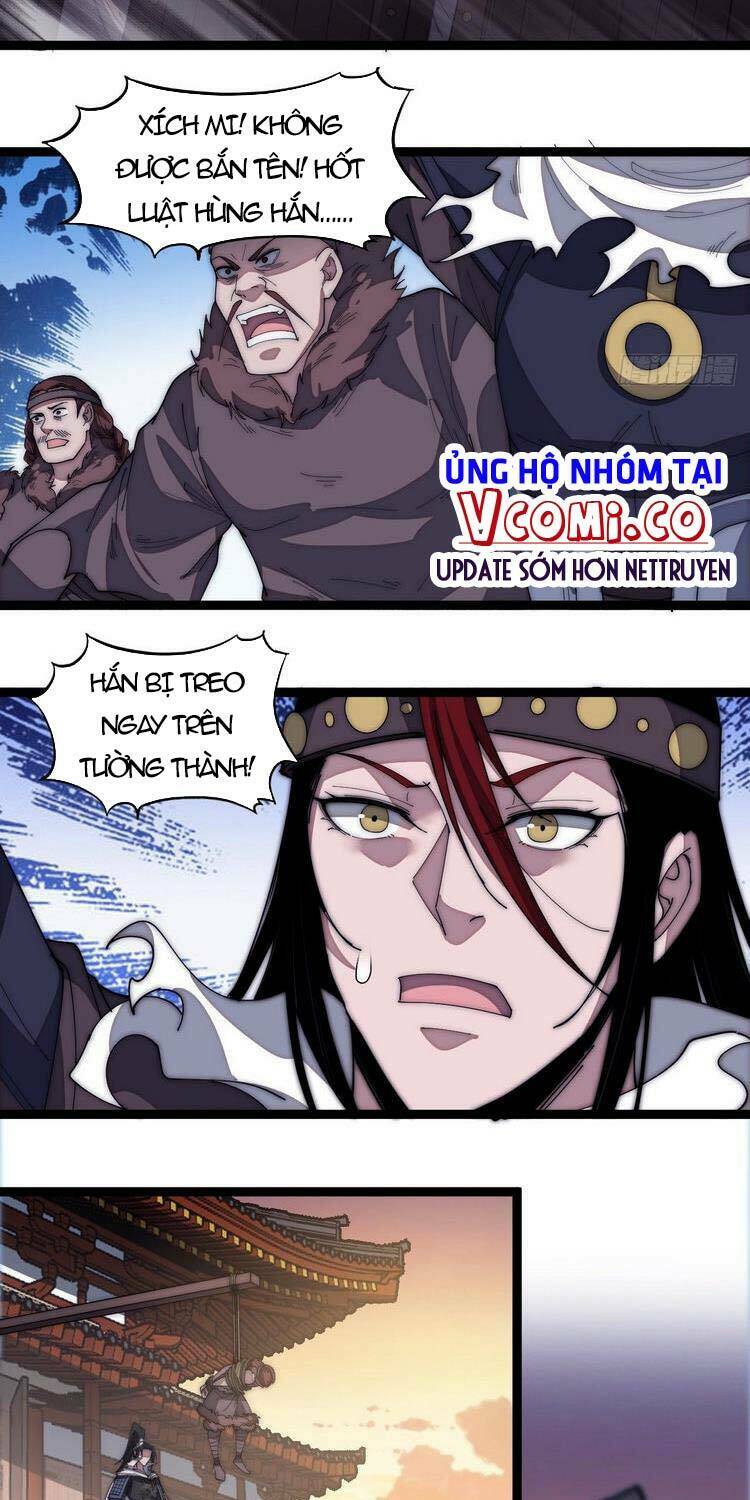 XÍCH MI! KHÔNG
ĐƯỢC BẮN TÊN! HỐT
LUẬT HÙNG HẮN......
ỦNG HỘ NHÓM TẠI
VCOMI.CO
UPDATE SỚM HƠN NETTRUYEN
HẮN BỊ TREO
NGAY TRÊN
TƯỜNG THÀNH!